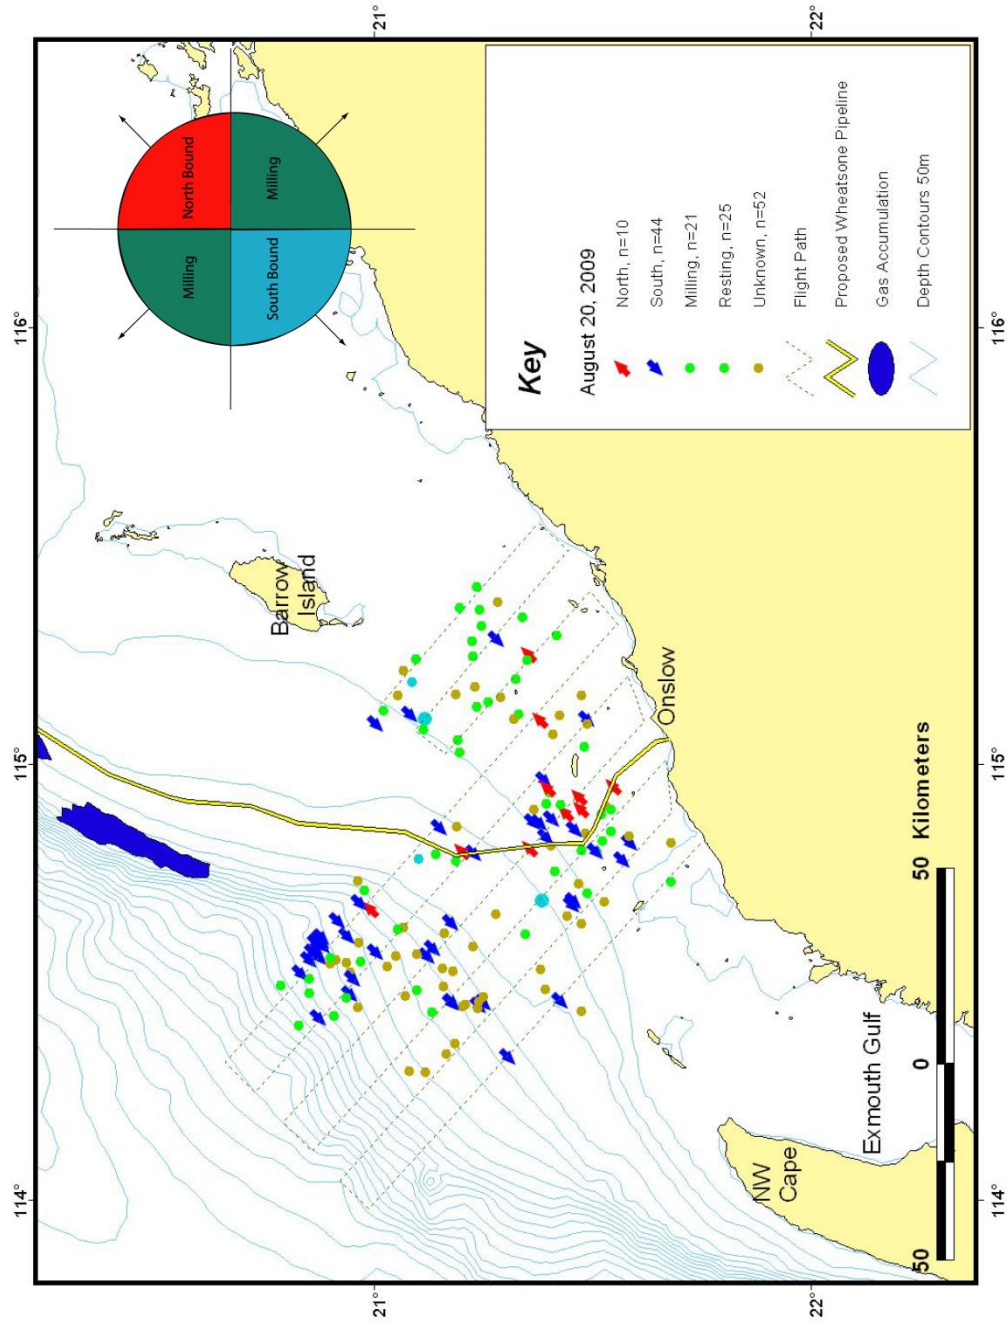 114°
115°
116°
21°
22°
21°
22°
114°
115°
116°
Milling
North Bound
South Bound
Milling
Barrow
Island
Onslow
NW
Cape
Exmouth Gulf
50 0 50 Kilometers
Key
August 20, 2009
North, n=10
South, n=44
Milling, n=21
Resting, n=25
Unknown, n=52
Flight Path
Proposed Wheatsone Pipeline
Gas Accumulation
Depth Contours 50m